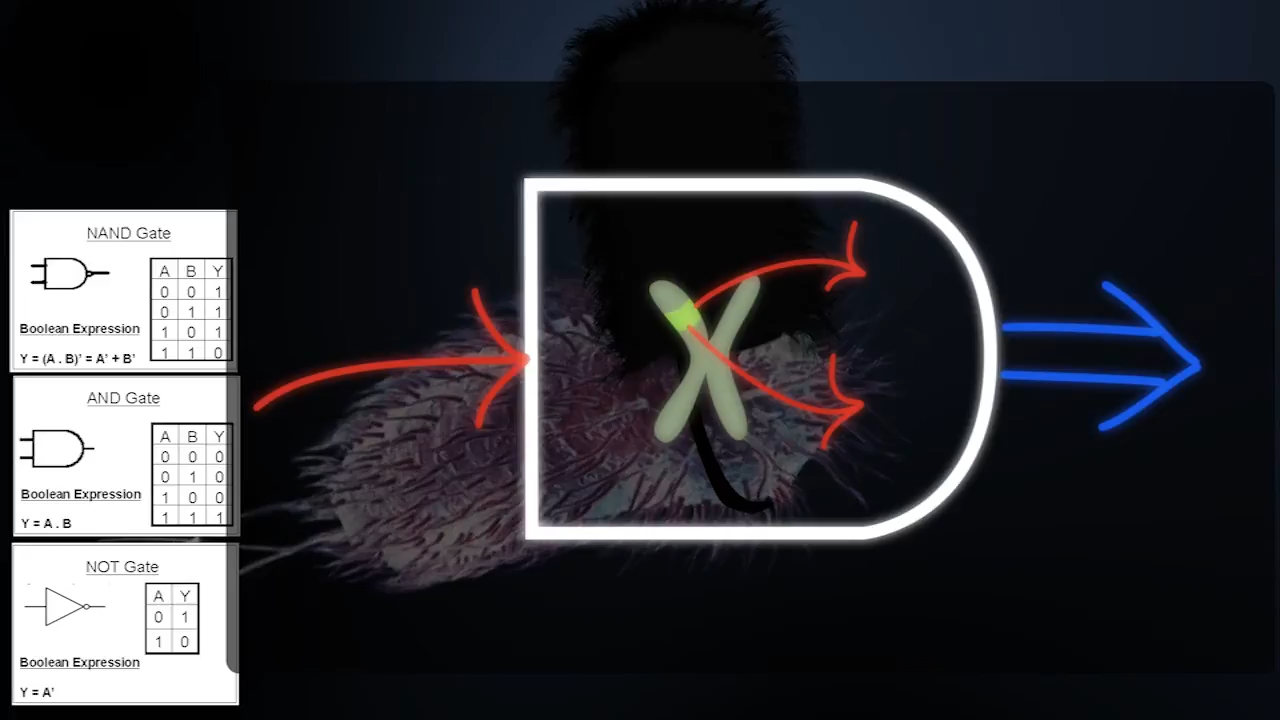 NAND Gate
A B Y
0 0 1
0 1 1
1 0 1
1 1 0
Boolean Expression
Y = (A . B)' = A' + B'
AND Gate
A B Y
0 0 0
0 1 0
1 0 0
1 1 1
Boolean Expression
Y = A . B
NOT Gate
A Y
0 1
1 0
Boolean Expression
Y = A'